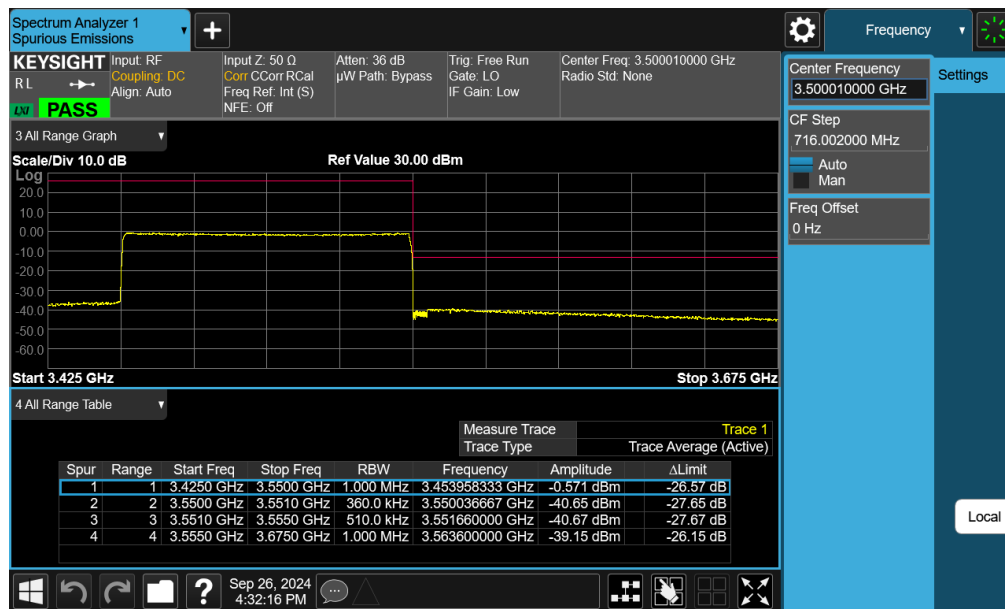 Spectrum Analyzer 1
Spurious Emissions
+
Frequency
KEYSIGHT
R L
LXI PASS
Input: RF
Coupling: DC
Align: Auto
Input Z: 50 Ω
Corr CCorr RCal
Freq Ref: Int (S)
NFE: Off
Atten: 36 dB
µW Path: Bypass
Trig: Free Run
Gate: LO
IF Gain: Low
Center Freq: 3.500010000 GHz
Radio Std: None
Center Frequency
3.500010000 GHz
Settings
CF Step
716.002000 MHz
Auto
Man
Freq Offset
0 Hz
Local
3 All Range Graph
Scale/Div 10.0 dB
Ref Value 30.00 dBm
Log
20.0
10.0
0.00
-10.0
-20.0
-30.0
-40.0
-50.0
-60.0
Start 3.425 GHz
Stop 3.675 GHz
4 All Range Table
Measure Trace Trace 1
Trace Type Trace Average (Active)
Spur Range Start Freq Stop Freq RBW Frequency Amplitude ΔLimit
1 1 3.4250 GHz 3.5500 GHz 1.000 MHz 3.453958333 GHz -0.571 dBm -26.57 dB
2 2 3.5500 GHz 3.5510 GHz 360.0 kHz 3.550036667 GHz -40.65 dBm -27.65 dB
3 3 3.5510 GHz 3.5550 GHz 510.0 kHz 3.551660000 GHz -40.67 dBm -27.67 dB
4 4 3.5550 GHz 3.6750 GHz 1.000 MHz 3.563600000 GHz -39.15 dBm -26.15 dB
?
Sep 26, 2024
4:32:16 PM